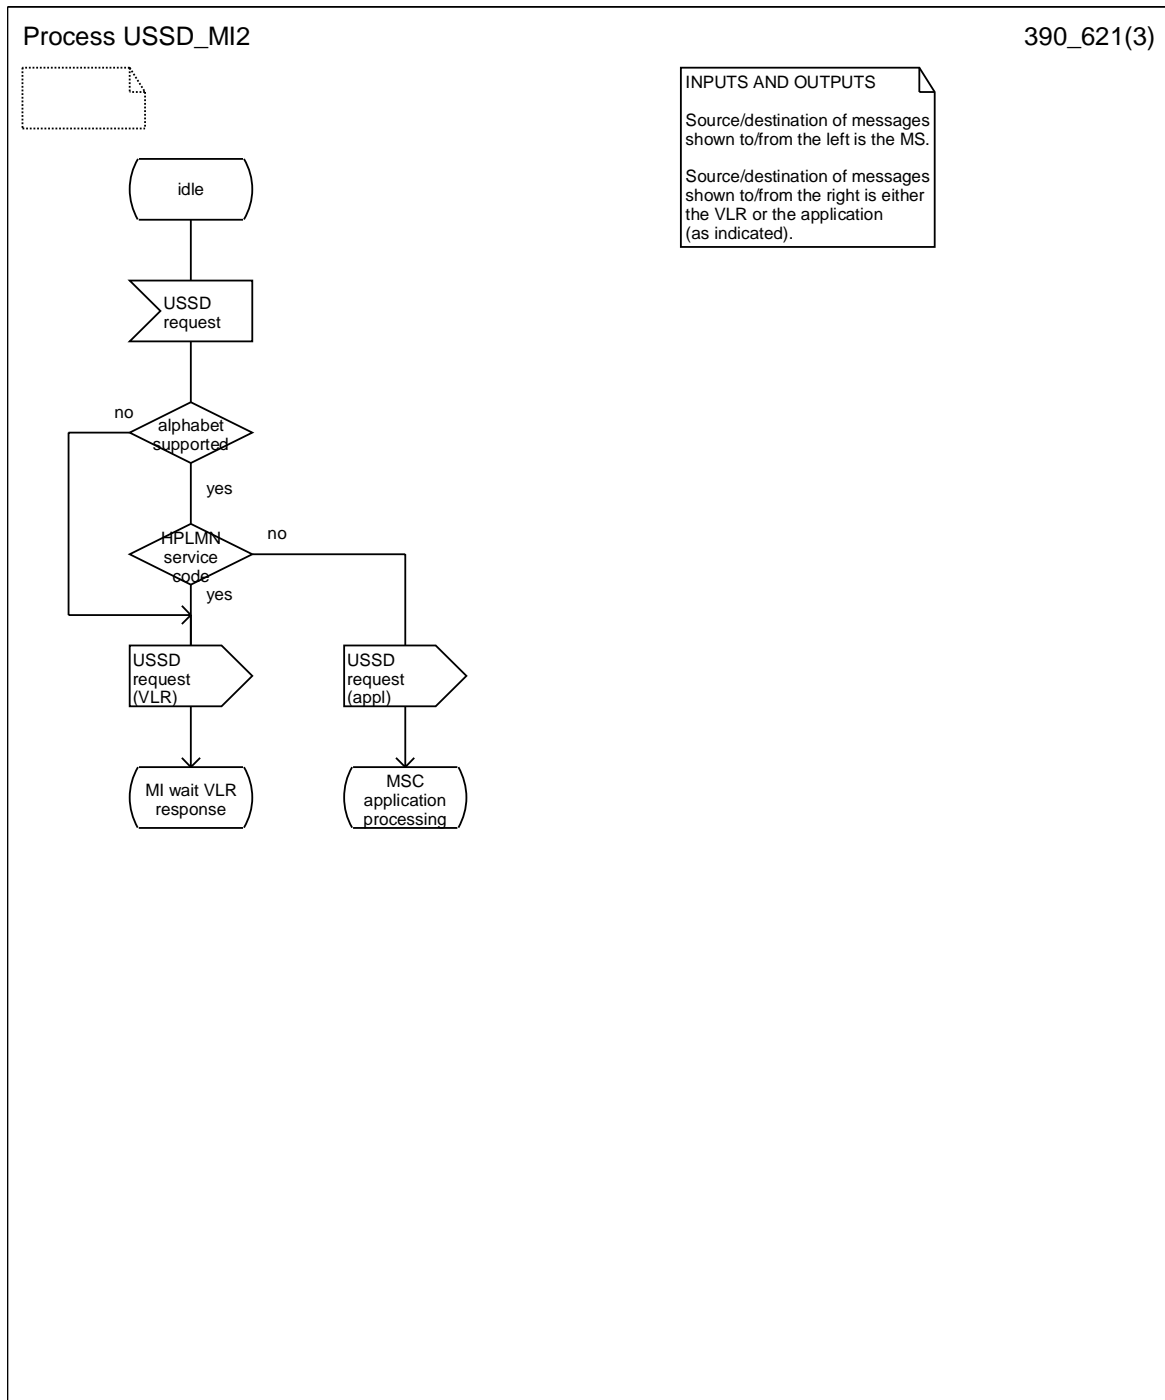 Process USSD_MI2
390_621(3)
INPUTS AND OUTPUTS
Source/destination of messages
shown to/from the left is the MS.
Source/destination of messages
shown to/from the right is either
the VLR or the application
(as indicated).
idle
USSD
request
no
alphabet
supported
yes
HPLMN
service
code
no
yes
USSD
request
(VLR)
USSD
request
(appl)
MI wait VLR
response
MSC
application
processing